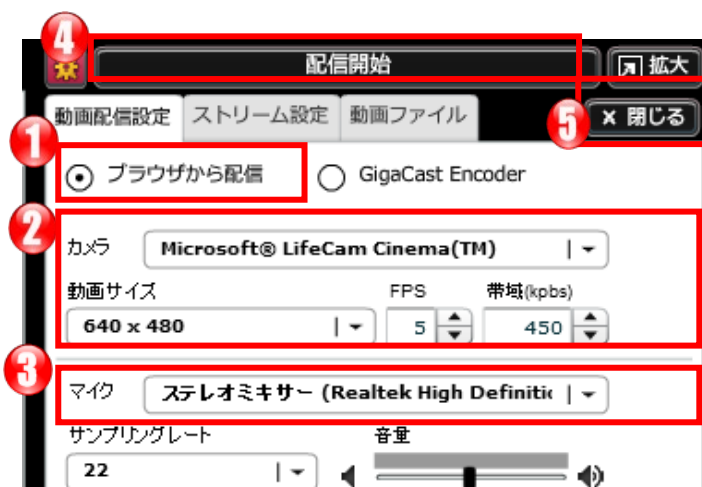 4
配信開始
拡大
動画配信設定 ストリーム設定 動画ファイル
5
× 閉じる
1
ブラウザから配信 GigaCast Encoder
2
カメラ Microsoft® LifeCam Cinema(TM)
動画サイズ FPS 帯域(kpbs)
640 x 480 5 450
3
マイク ステレオミキサー (Realtek High Definitic
サンプリングレート 音量
22